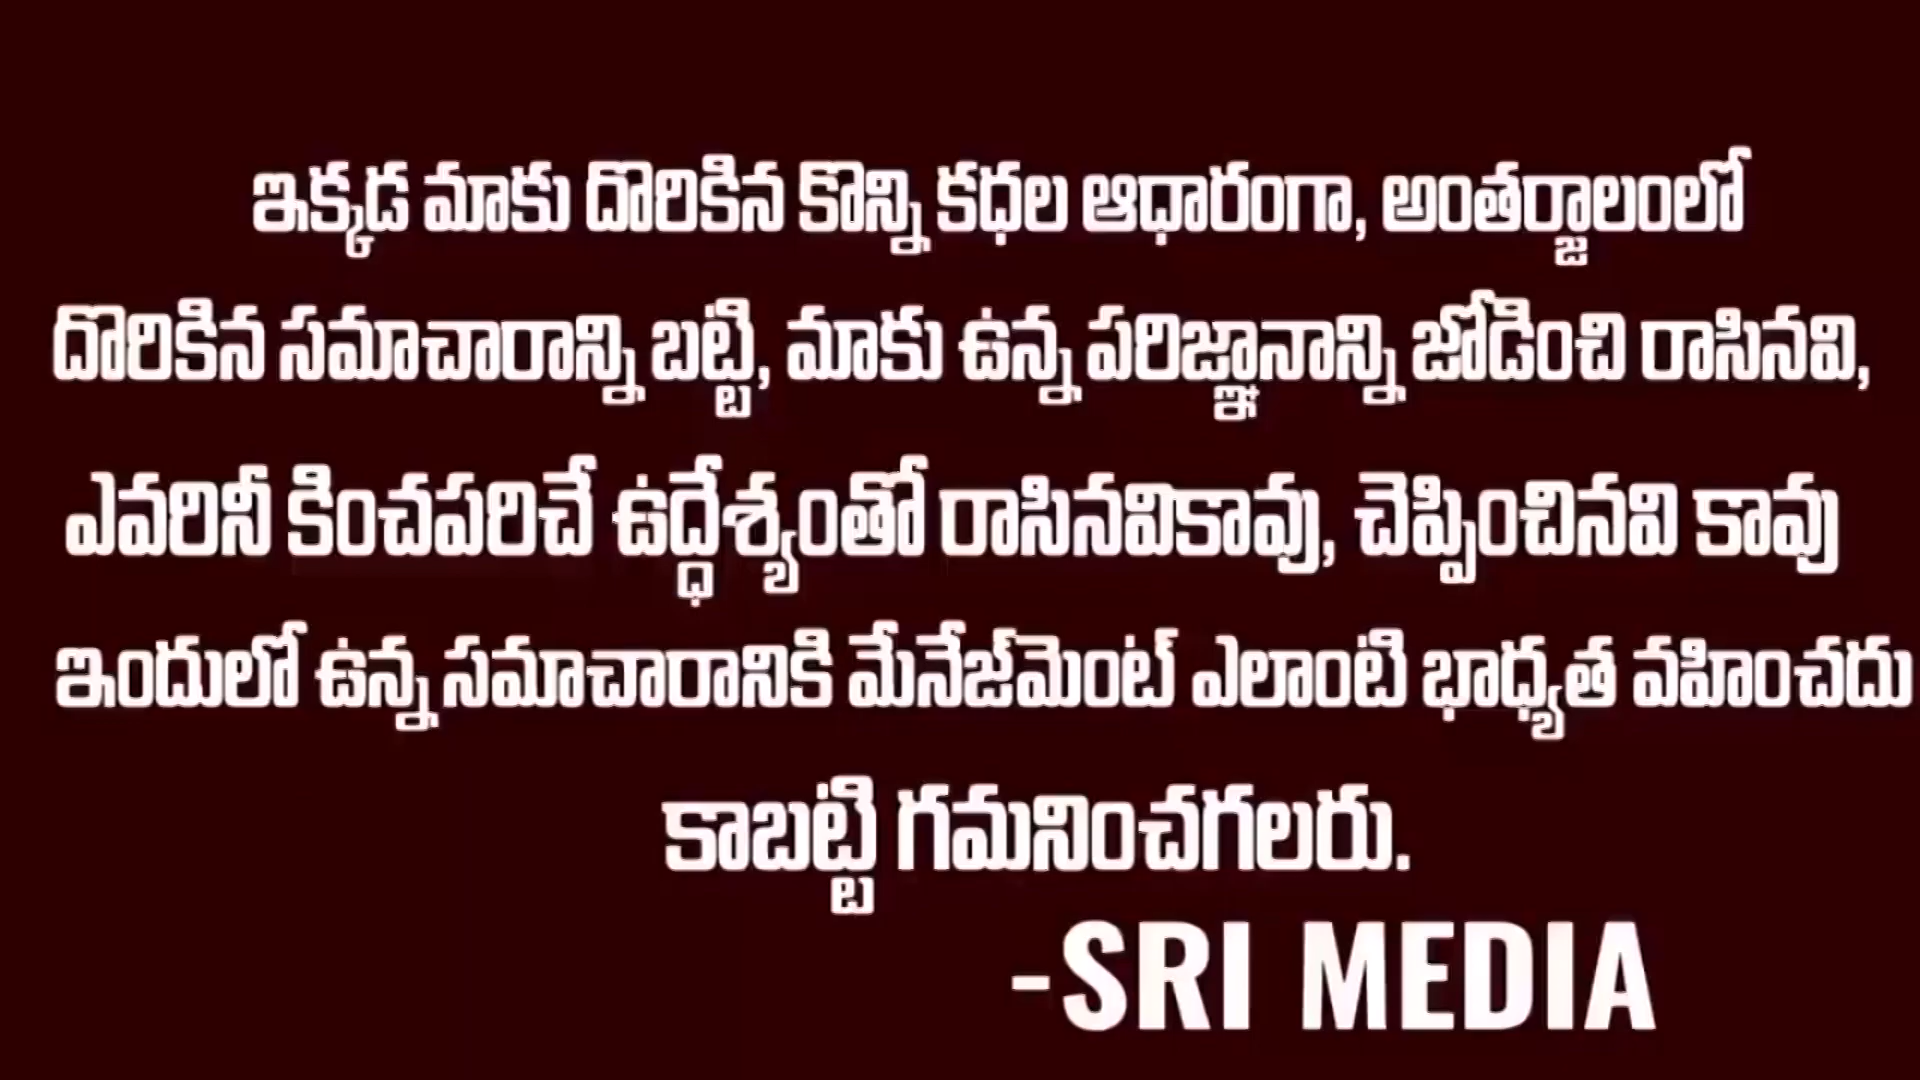 ఇక్కడ మాకు దొరికిన కొన్ని కధల ఆధారంగా, అంతర్జాలంలో
దొరికిన సమాచారాన్ని బట్టి, మాకు ఉన్న పరిజ్ఞానాన్ని జోడించి రాసినవి,
ఎవరినీ కించపరిచే ఉద్ధేశ్యంతో రాసినవికావు, చెప్పించినవి కావు
ఇందులో ఉన్న సమాచారానికి మేనేజ్‌మెంట్ ఎలాంటి భాధ్యత వహించదు
కాబట్టి గమనించగలరు.
-SRI MEDIA